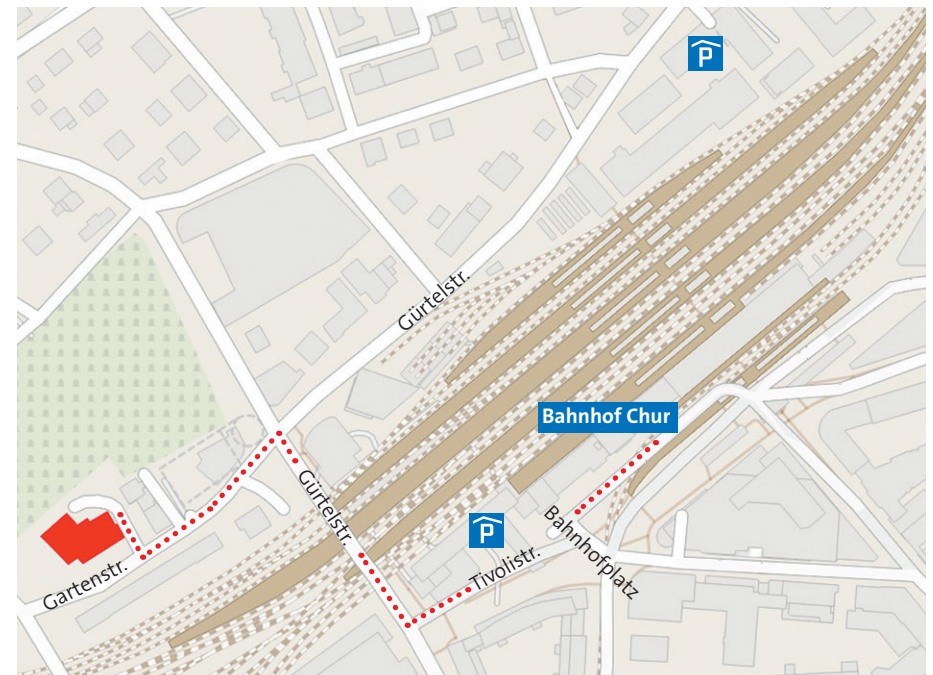 P
Gürtelstr.
Bahnhof Chur
Gürtelstr.
P
Bahnhofplatz
Tivolistr.
Gartenstr.